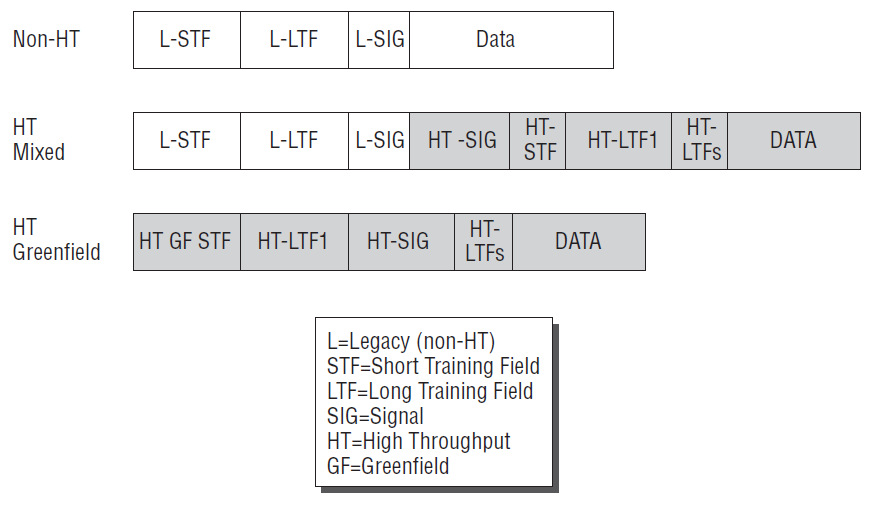 Non-HT L-STF L-LTF L-SIG Data
HT
Mixed
L-STF L-LTF L-SIG HT -SIG
HT-
STF
HT-LTF1
HT-
LTFs
DATA
HT
Greenfield
HT GF STF HT-LTF1 HT-SIG
HT-
LTFs
DATA
L=Legacy (non-HT)
STF=Short Training Field
LTF=Long Training Field
SIG=Signal
HT=High Throughput
GF=Greenfield